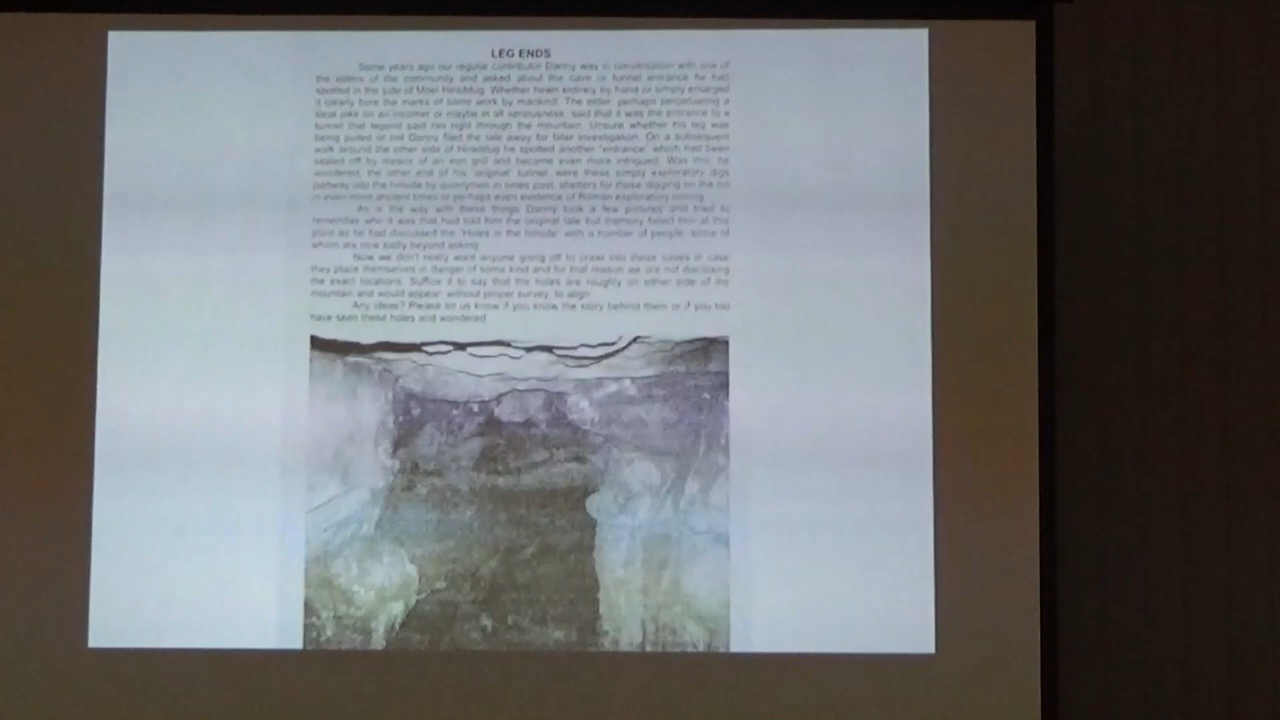 LEG ENDS
Some years ago our regular contributor Danny was in conversation with one of
the elders of the community and asked about the cave or tunnel entrance he had
spotted in the side of Moel Hiraddug. Whether hewn entirely by hand or simply enlarged
it clearly bore the marks of some work by mankind. The elder, perhaps perpetuating a
local joke on an incomer or maybe in all seriousness, said that it was the entrance to a
tunnel that legend said ran right through the mountain. Unsure whether his leg was
being pulled or not Danny filed the tale away for later investigation. On a subsequent
walk around the other side of Hiraddug he spotted another "entrance" which had been
sealed off by means of an iron grill and became even more intrigued. Was this, he
wondered, the other end of his 'original' tunnel, were these simply exploratory digs
partway into the hillside by quarrymen in times past, shelters for those digging on the hill
in even more ancient times or perhaps even evidence of Roman exploratory mining.
As is the way with these things Danny took a few pictures and tried to
remember who it was that had told him the original tale but memory failed him at this
point as he had discussed the "Holes in the hillside" with a number of people, some of
whom are now sadly beyond asking.
Now we don't really want anyone going off to crawl into these caves in case
they place themselves in danger of some kind and for that reason we are not disclosing
the exact locations. Suffice it to say that the holes are roughly on either side of the
mountain and would appear, without proper survey, to align.
Any ideas? Please let us know if you know the story behind them or if you too
have seen these holes and wondered.